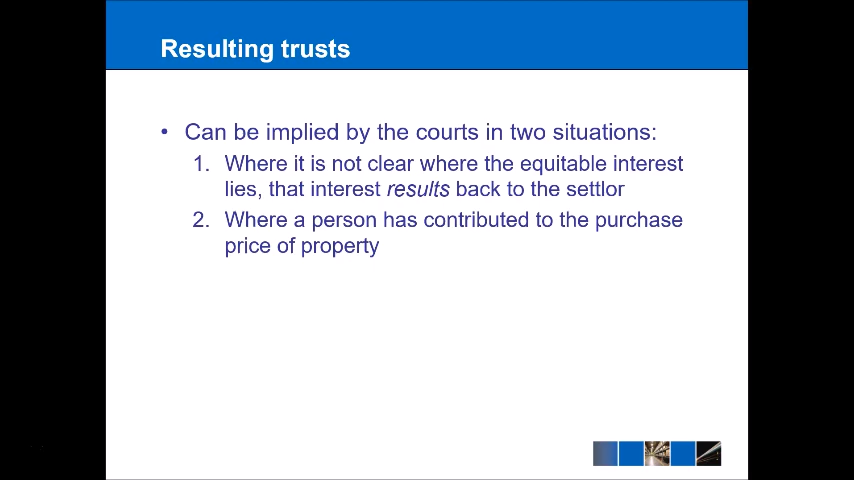 Resulting trusts
• Can be implied by the courts in two situations:
1. Where it is not clear where the equitable interest
lies, that interest results back to the settlor
2. Where a person has contributed to the purchase
price of property